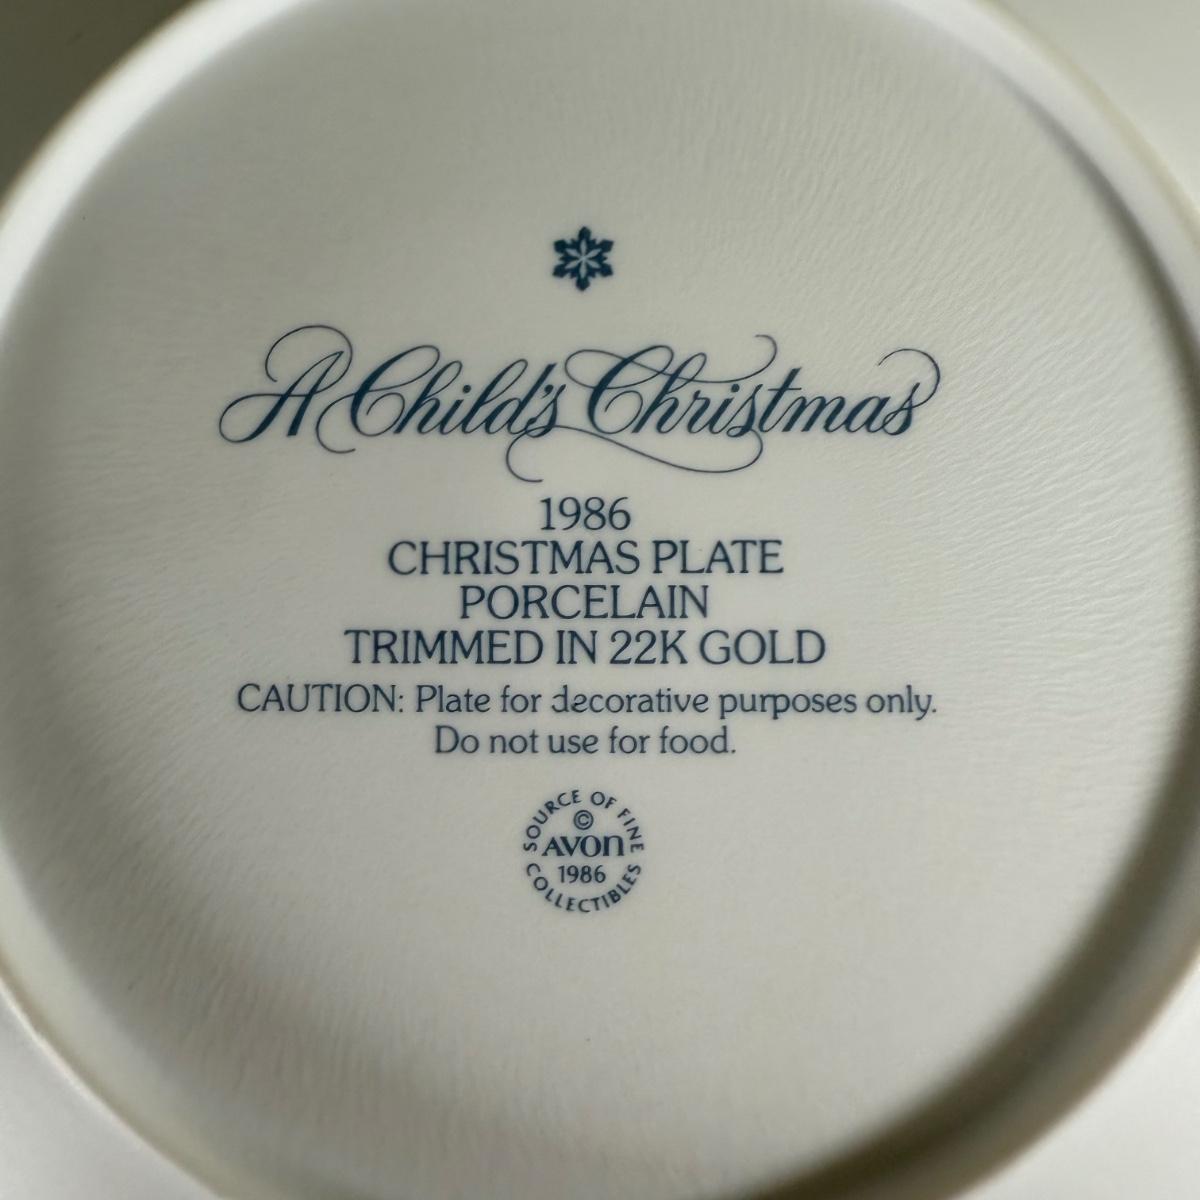 A Child's Christmas
1986
CHRISTMAS PLATE
PORCELAIN
TRIMMED IN 22K GOLD
CAUTION: Plate for decorative purposes only.
Do not use for food.
SOURCE OF FINE
©
AVON
1986
COLLECTIBLES